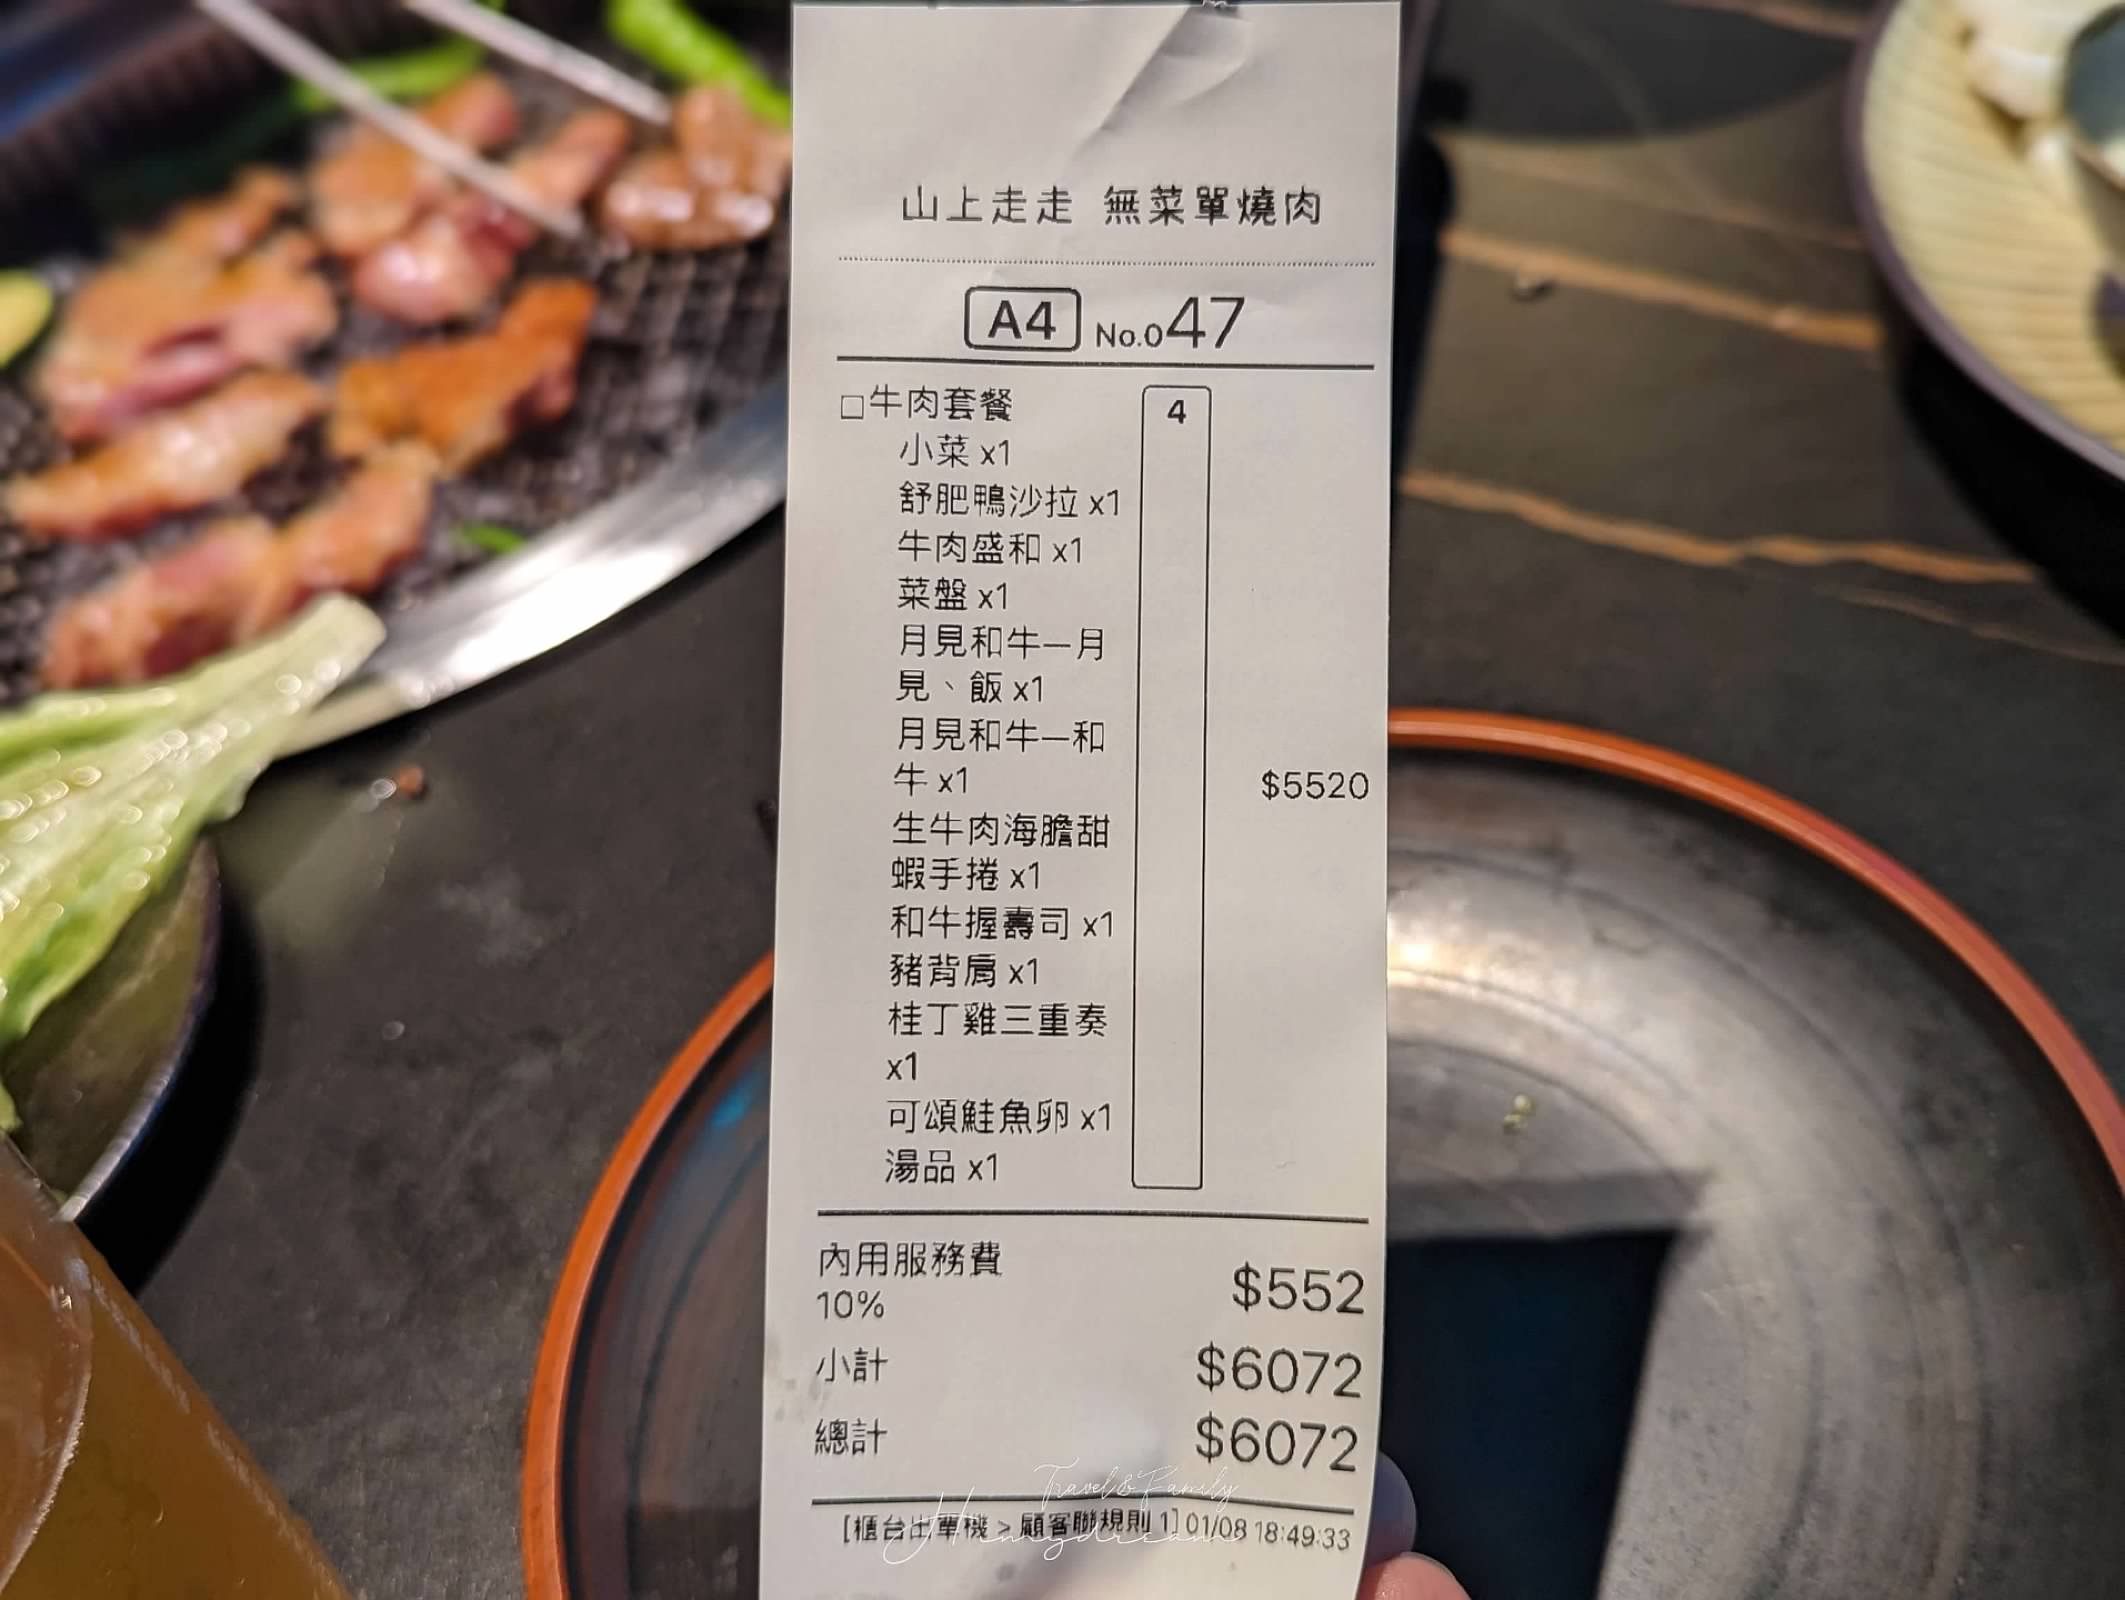 山上走走 無菜單燒肉
A4 No.047
□牛肉套餐 4
小菜 x1
舒肥鴨沙拉 x1
牛肉盛和 x1
菜盤 x1
月見和牛—月
見、飯 x1
月見和牛—和
牛 x1 $5520
生牛肉海膽甜
蝦手捲 x1
和牛握壽司 x1
豬背肩 x1
桂丁雞三重奏
x1
可頌鮭魚卵 x1
湯品 x1
內用服務費
10% $552
小計 $6072
總計 $6072
Travel&Family
[櫃台出單機 > 顧客聯規則 1] 01/08 18:49:33